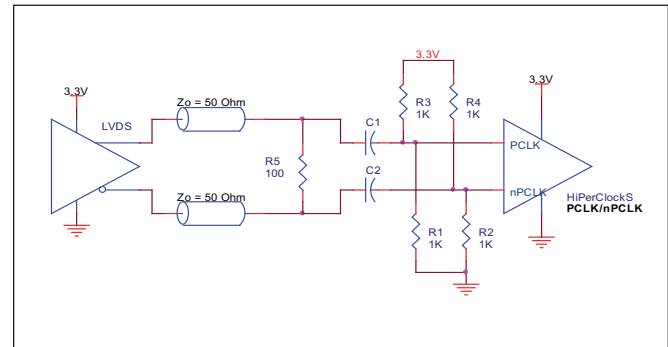 3.3V
3.3V
3.3V
Zo = 50 Ohm
LVDS
R3
1K
R4
1K
C1
PCLK
R5
100
C2
Zo = 50 Ohm
nPCLK
HiPerClockS
PCLK/nPCLK
R1
1K
R2
1K